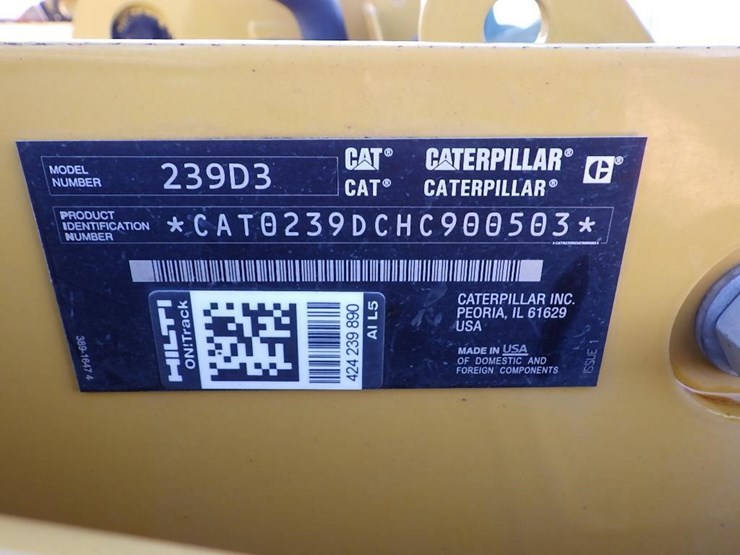 MODEL NUMBER 239D3
CAT® CATERPILLAR® C®
CAT® CATERPILLAR®
PRODUCT IDENTIFICATION NUMBER *CAT0239DCHC900503*
HILTI
ON!Track
424 239 890
AI L5
CATERPILLAR INC.
PEORIA, IL 61629
USA
MADE IN USA
OF DOMESTIC AND
FOREIGN COMPONENTS
389-1647 4
ISSUE 1